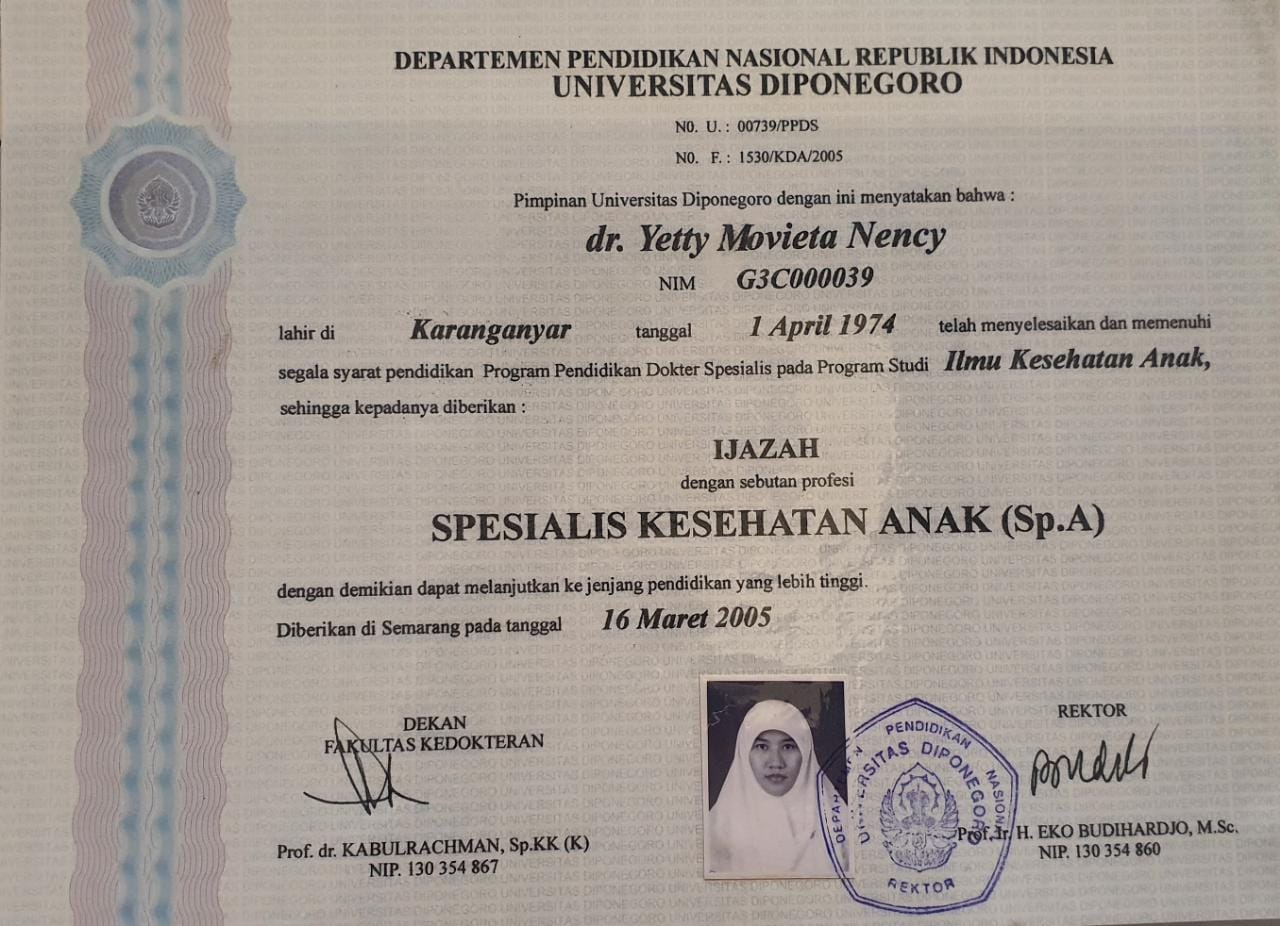 DEPARTEMEN PENDIDIKAN NASIONAL REPUBLIK INDONESIA
UNIVERSITAS DIPONEGORO
N0. U. : 00739/PPDS
N0. F. : 1530/KDA/2005
Pimpinan Universitas Diponegoro dengan ini menyatakan bahwa :
dr. Yetty Movieta Nency
NIM G3C000039
lahir di Karanganyar tanggal 1 April 1974 telah menyelesaikan dan memenuhi
segala syarat pendidikan Program Pendidikan Dokter Spesialis pada Program Studi Ilmu Kesehatan Anak,
sehingga kepadanya diberikan :
IJAZAH
dengan sebutan profesi
SPESIALIS KESEHATAN ANAK (Sp.A)
dengan demikian dapat melanjutkan ke jenjang pendidikan yang lebih tinggi.
Diberikan di Semarang pada tanggal 16 Maret 2005
DEKAN
FAKULTAS KEDOKTERAN
Prof. dr. KABULRACHMAN, Sp.KK (K)
NIP. 130 354 867
REKTOR
Prof. Ir. H. EKO BUDIHARDJO, M.Sc.
NIP. 130 354 860
DEPARTEMEN PENDIDIKAN NASIONAL
UNIVERSITAS DIPONEGORO
REKTOR